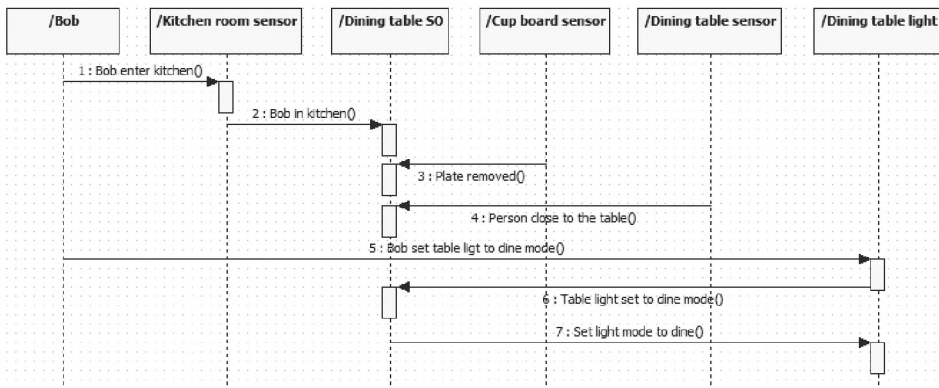 /Bob
/Kitchen room sensor
/Dining table SO
/Cup board sensor
/Dining table sensor
/Dining table light
1 : Bob enter kitchen()
2 : Bob in kitchen()
3 : Plate removed()
4 : Person close to the table()
5 : Bob set table ligt to dine mode()
6 : Table light set to dine mode()
7 : Set light mode to dine()